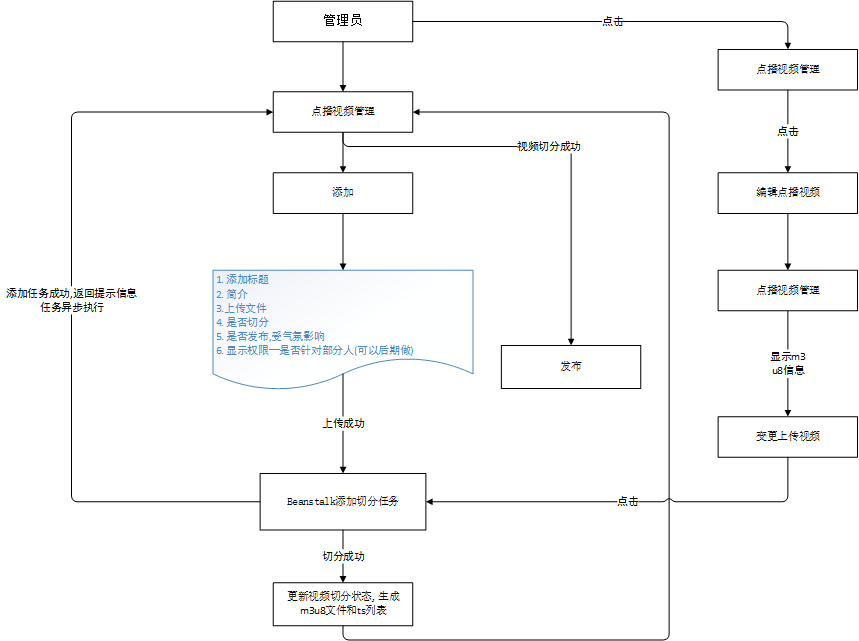 管理员
点击
点播视频管理
点播视频管理
点击
视频切分成功
添加
编辑点播视频
1. 添加标题
2. 简介
3.上传文件
4. 是否切分
5. 是否发布,受气氛影响
6. 显示权限一是否针对部分人(可以后期做)
添加任务成功,返回提示信息
任务异步执行
点播视频管理
发布
显示m3
u8信息
上传成功
变更上传视频
Beanstalk添加切分任务
点击
切分成功
更新视频切分状态, 生成
m3u8文件和ts列表